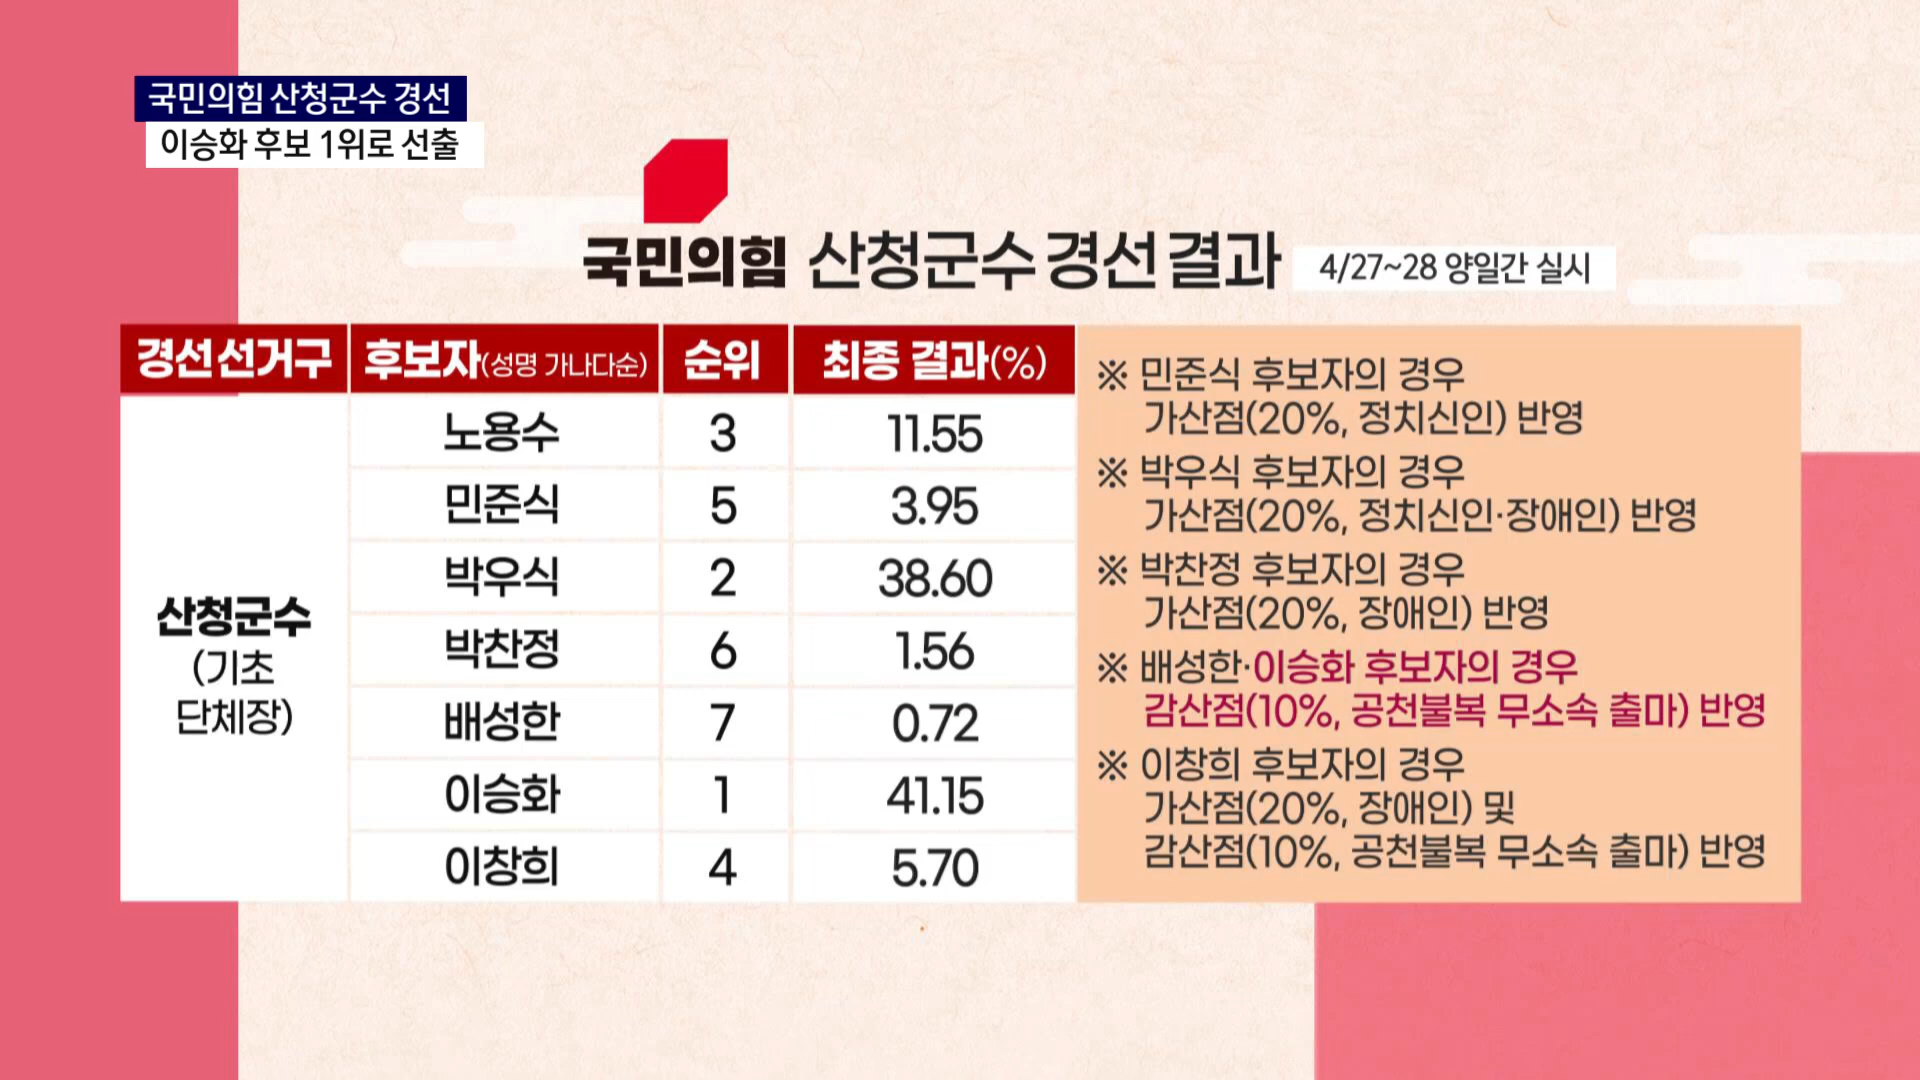 국민의힘 산청군수 경선
이승화 후보 1위로 선출
국민의힘 산청군수 경선 결과 4/27~28 양일간 실시
경선 선거구 후보자(성명 가나다순) 순위 최종 결과(%)
산청군수
(기초
단체장)
노용수 3 11.55
민준식 5 3.95
박우식 2 38.60
박찬정 6 1.56
배성한 7 0.72
이승화 1 41.15
이창희 4 5.70
※ 민준식 후보자의 경우
가산점(20%, 정치신인) 반영
※ 박우식 후보자의 경우
가산점(20%, 정치신인·장애인) 반영
※ 박찬정 후보자의 경우
가산점(20%, 장애인) 반영
※ 배성한·이승화 후보자의 경우
감산점(10%, 공천불복 무소속 출마) 반영
※ 이창희 후보자의 경우
가산점(20%, 장애인) 및
감산점(10%, 공천불복 무소속 출마) 반영